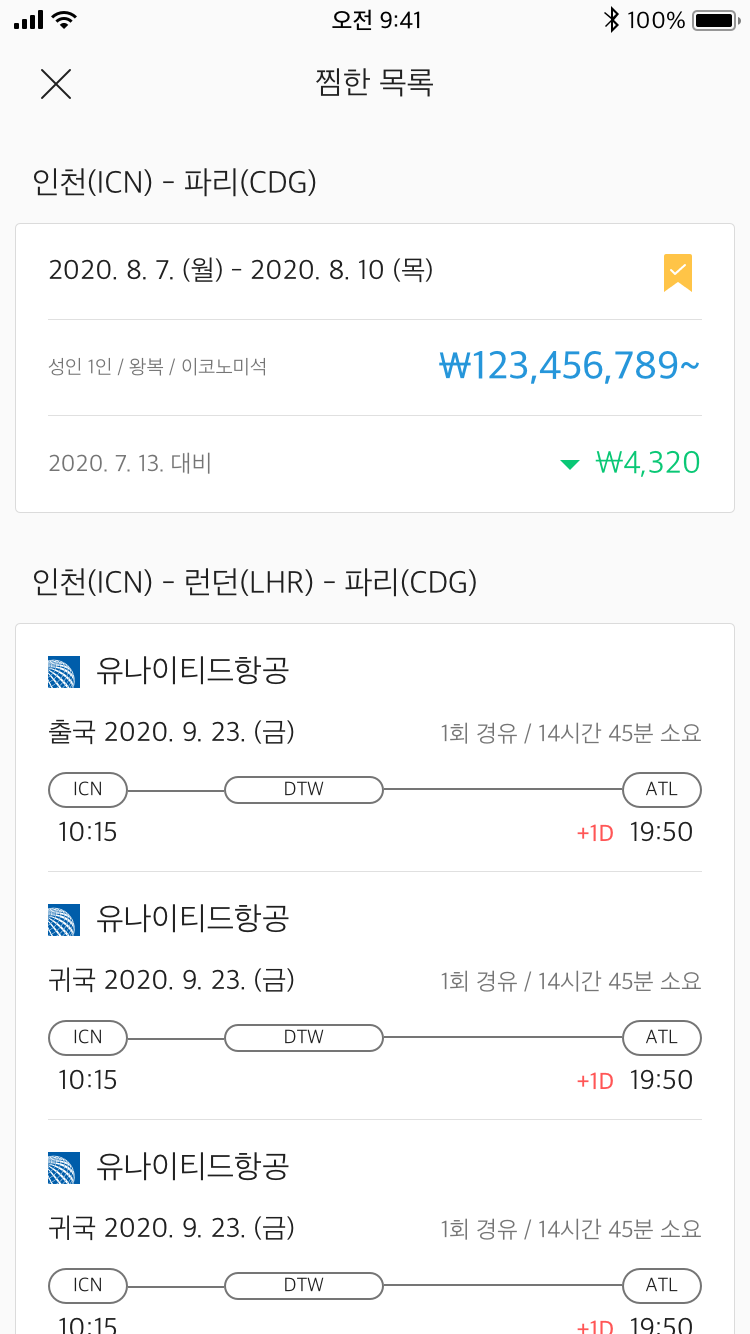 오전 9:41 100%
찜한 목록
인천(ICN) - 파리(CDG)
2020. 8. 7. (월) - 2020. 8. 10 (목)
성인 1인 / 왕복 / 이코노미석 ₩123,456,789~
2020. 7. 13. 대비 ₩4,320
인천(ICN) - 런던(LHR) - 파리(CDG)
유나이티드항공
출국 2020. 9. 23. (금) 1회 경유 / 14시간 45분 소요
ICN DTW ATL
10:15 +1D 19:50
유나이티드항공
귀국 2020. 9. 23. (금) 1회 경유 / 14시간 45분 소요
ICN DTW ATL
10:15 +1D 19:50
유나이티드항공
귀국 2020. 9. 23. (금) 1회 경유 / 14시간 45분 소요
ICN DTW ATL
10:15 +1D 19:50